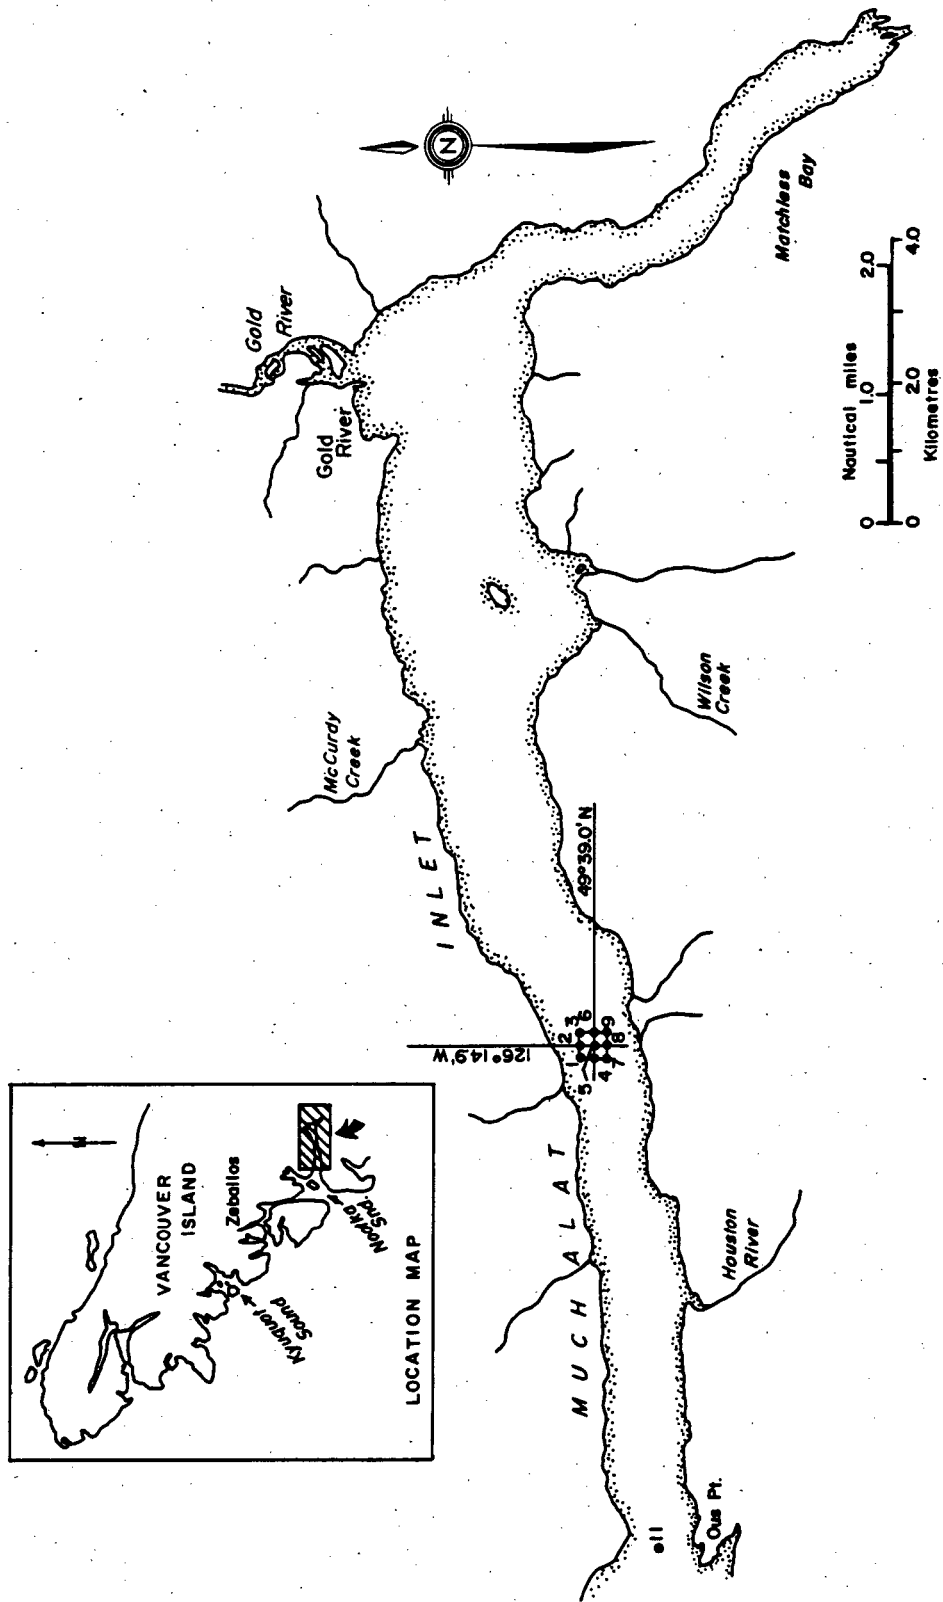 VANCOUVER
ISLAND
Zeballos
Kyuquot
Sound
Nootka
Snd.
N
LOCATION MAP
N
Gold
River
Gold
River
McCurdy
Creek
MUCHALAT INLET
126°14.9'W
49°39.0'N
1
2
3
4
5
6
7
8
9
11
Ous Pt.
Houston
River
Wilson
Creek
Matchless
Bay
Nautical miles
0 1.0 2.0
0 2.0 4.0
Kilometres